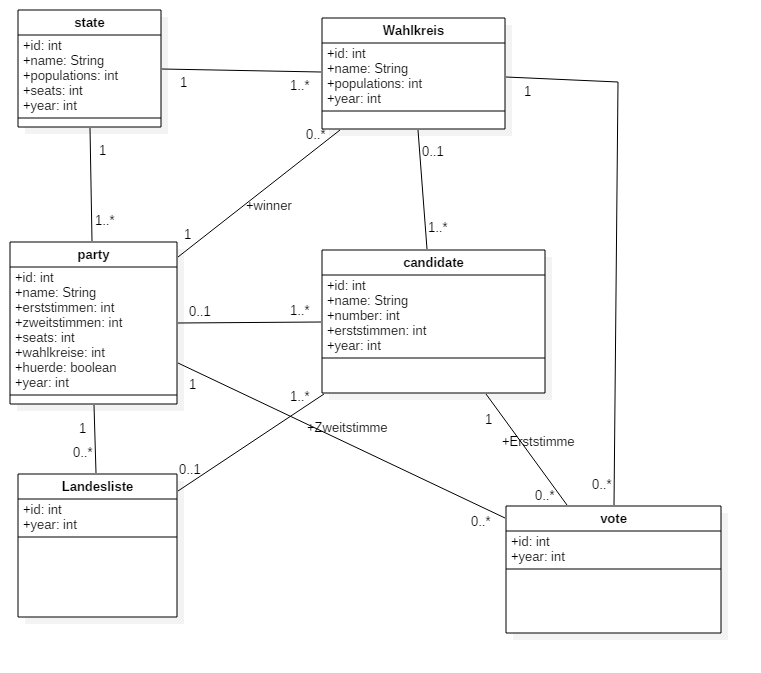 state
+id: int
+name: String
+populations: int
+seats: int
+year: int
Wahlkreis
+id: int
+name: String
+populations: int
+year: int
1
1..*
1
1
1..*
0..*
+winner
1
0..1
1..*
party
+id: int
+name: String
+erststimmen: int
+zweitstimmen: int
+seats: int
+wahlkreise: int
+huerde: boolean
+year: int
candidate
+id: int
+name: String
+number: int
+erststimmen: int
+year: int
0..1
1..*
1
1..*
+Zweitstimme
1
+Erststimme
1
0..*
0..1
0..*
0..*
0..*
Landesliste
+id: int
+year: int
vote
+id: int
+year: int